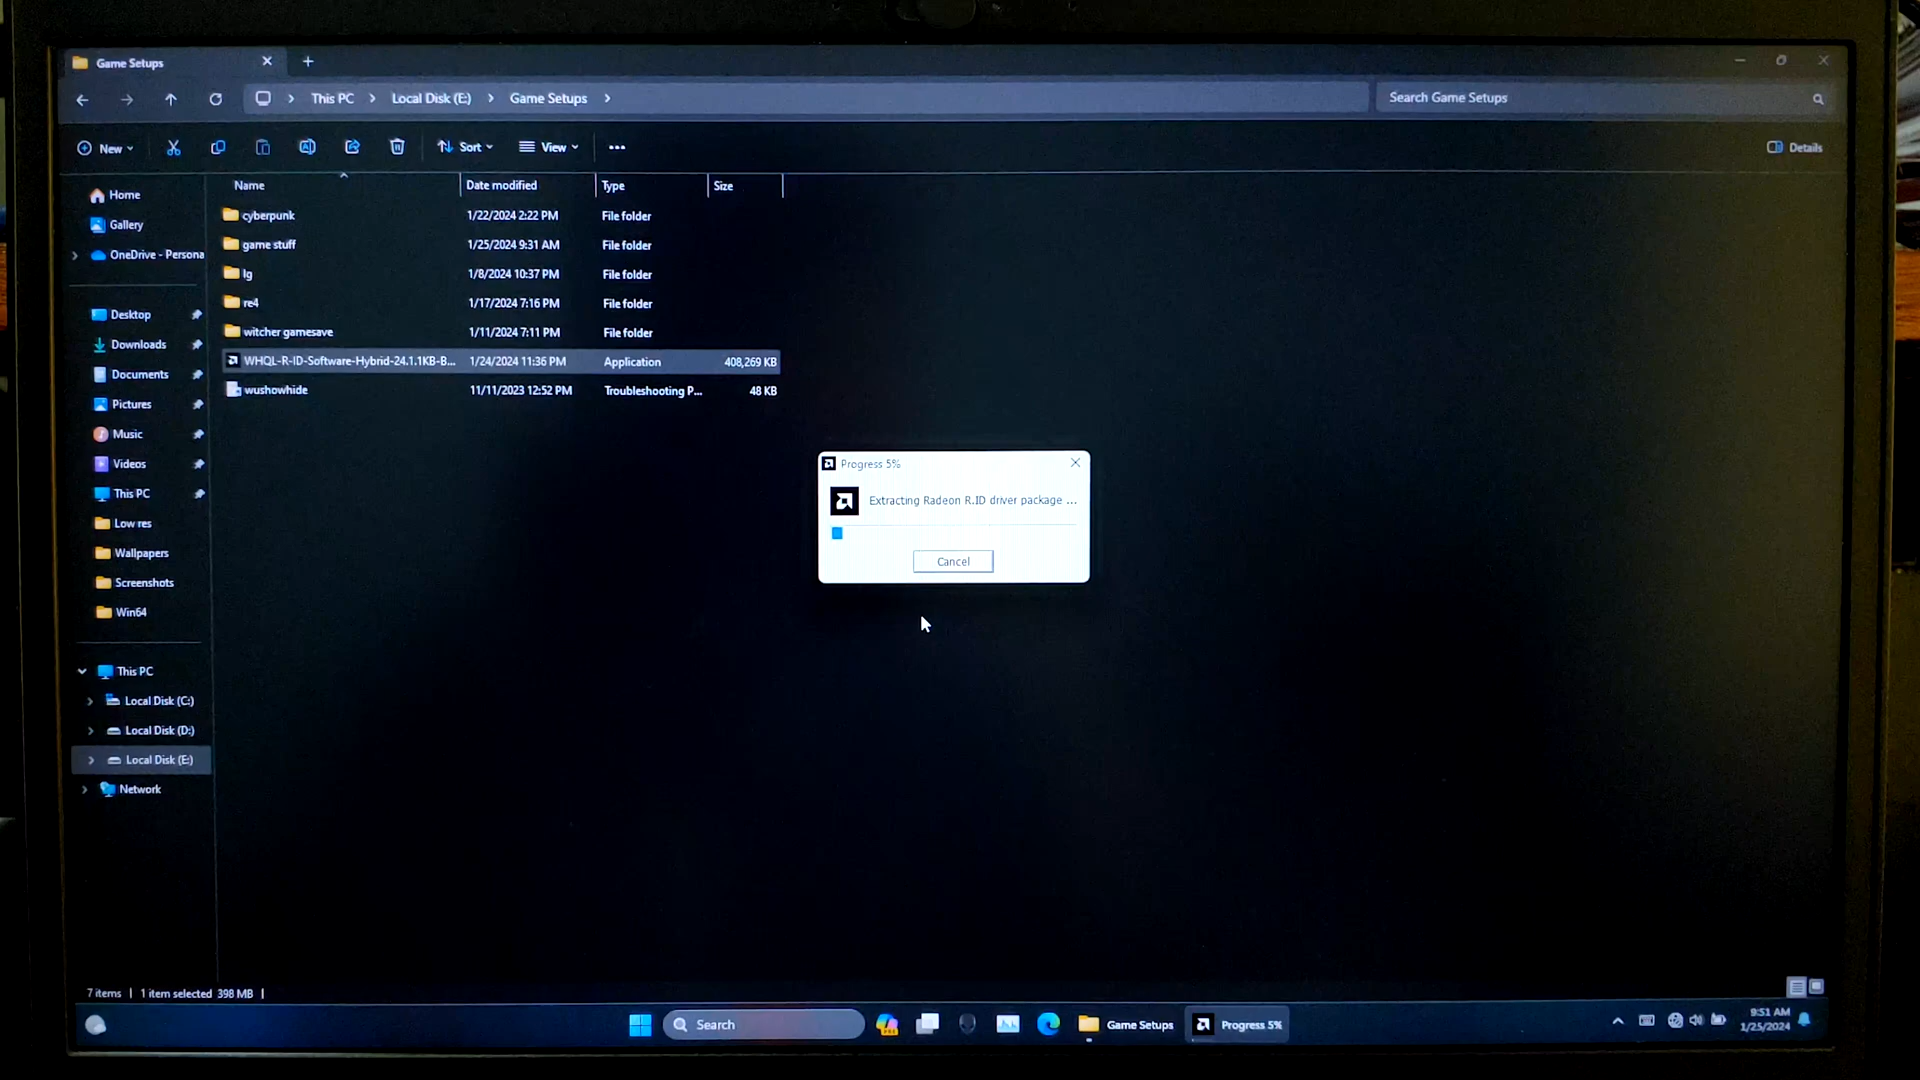 Game Setups
This PC > Local Disk (E:) > Game Setups >
Search Game Setups
New
Sort
View
Details
Name Date modified Type Size
cyberpunk 1/22/2024 2:22 PM File folder
game stuff 1/25/2024 9:31 AM File folder
lg 1/8/2024 10:37 PM File folder
re4 1/17/2024 7:16 PM File folder
witcher gamesave 1/11/2024 7:11 PM File folder
WHQL-R-ID-Software-Hybrid-24.1.1KB-B... 1/24/2024 11:36 PM Application 408,269 KB
wushowhide 11/11/2023 12:52 PM Troubleshooting P... 48 KB
Home
Gallery
OneDrive - Persona
Desktop
Downloads
Documents
Pictures
Music
Videos
This PC
Low res
Wallpapers
Screenshots
Win64
This PC
Local Disk (C:)
Local Disk (D:)
Local Disk (E:)
Network
Progress 5%
Extracting Radeon R.ID driver package ...
Cancel
7 items | 1 item selected 398 MB |
Search
PRE
Game Setups
Progress 5%
9:51 AM
1/25/2024